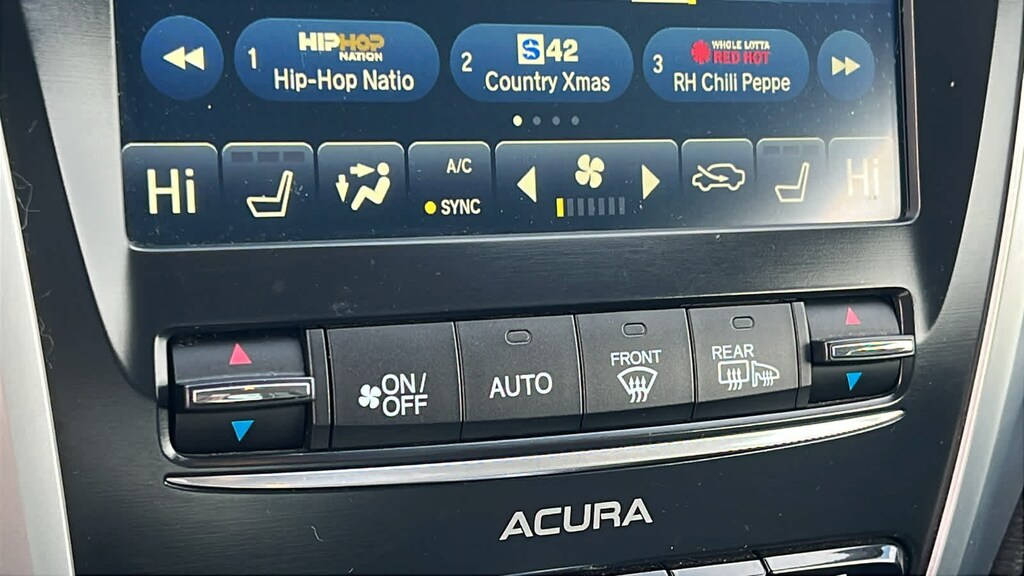 1
HIPHOP
NATION
Hip-Hop Natio
2
S 42
Country Xmas
3
WHOLE LOTTA
RED HOT
RH Chili Peppe
Hi
A/C
SYNC
Hi
ON/
OFF
AUTO
FRONT
REAR
ACURA